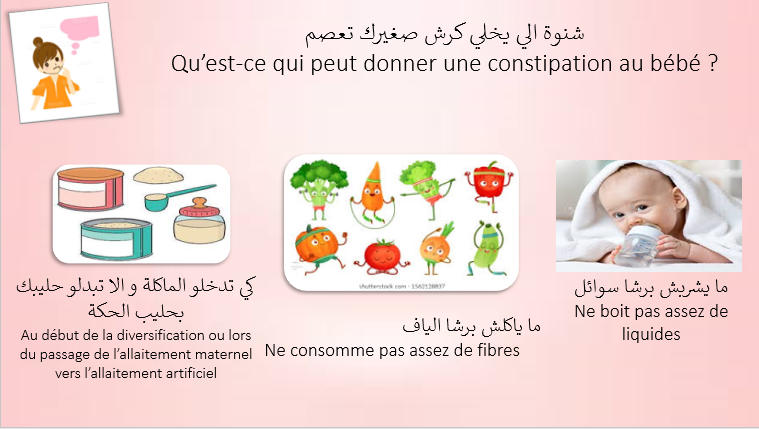 شنوة الي يخلي كرش صغيرك تعصم
Qu’est-ce qui peut donner une constipation au bébé ?
كي تدخلو الماكلة و الا تبدلو حليبك
بحليب الحكة
Au début de la diversification ou lors
du passage de l’allaitement maternel
vers l’allaitement artificiel
shutterstock.com · 1562128837
ما ياكلش برشا الياف
Ne consomme pas assez de fibres
ما يشربش برشا سوائل
Ne boit pas assez de
liquides